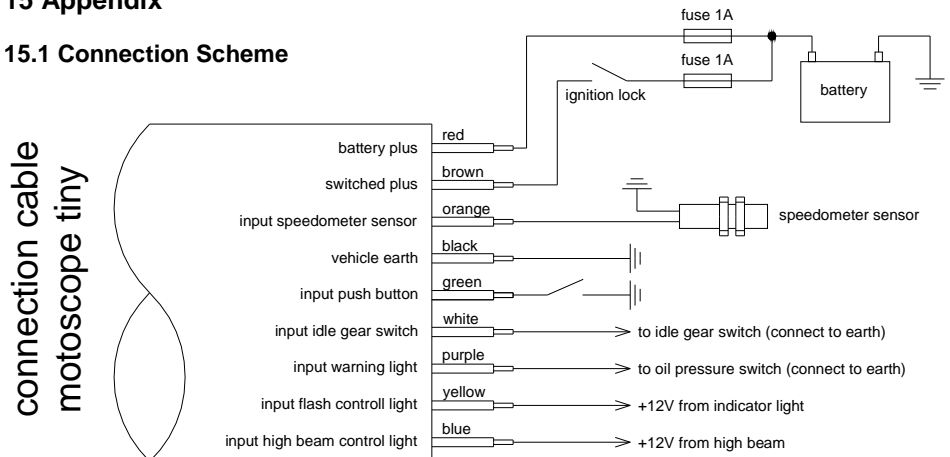 15 Appendix
15.1 Connection Scheme
fuse 1A
fuse 1A
ignition lock
battery
connection cable
motoscope tiny
battery plus
red
switched plus
brown
input speedometer sensor
orange
speedometer sensor
vehicle earth
black
input push button
green
input idle gear switch
white
to idle gear switch (connect to earth)
input warning light
purple
to oil pressure switch (connect to earth)
input flash controll light
yellow
+12V from indicator light
input high beam control light
blue
+12V from high beam